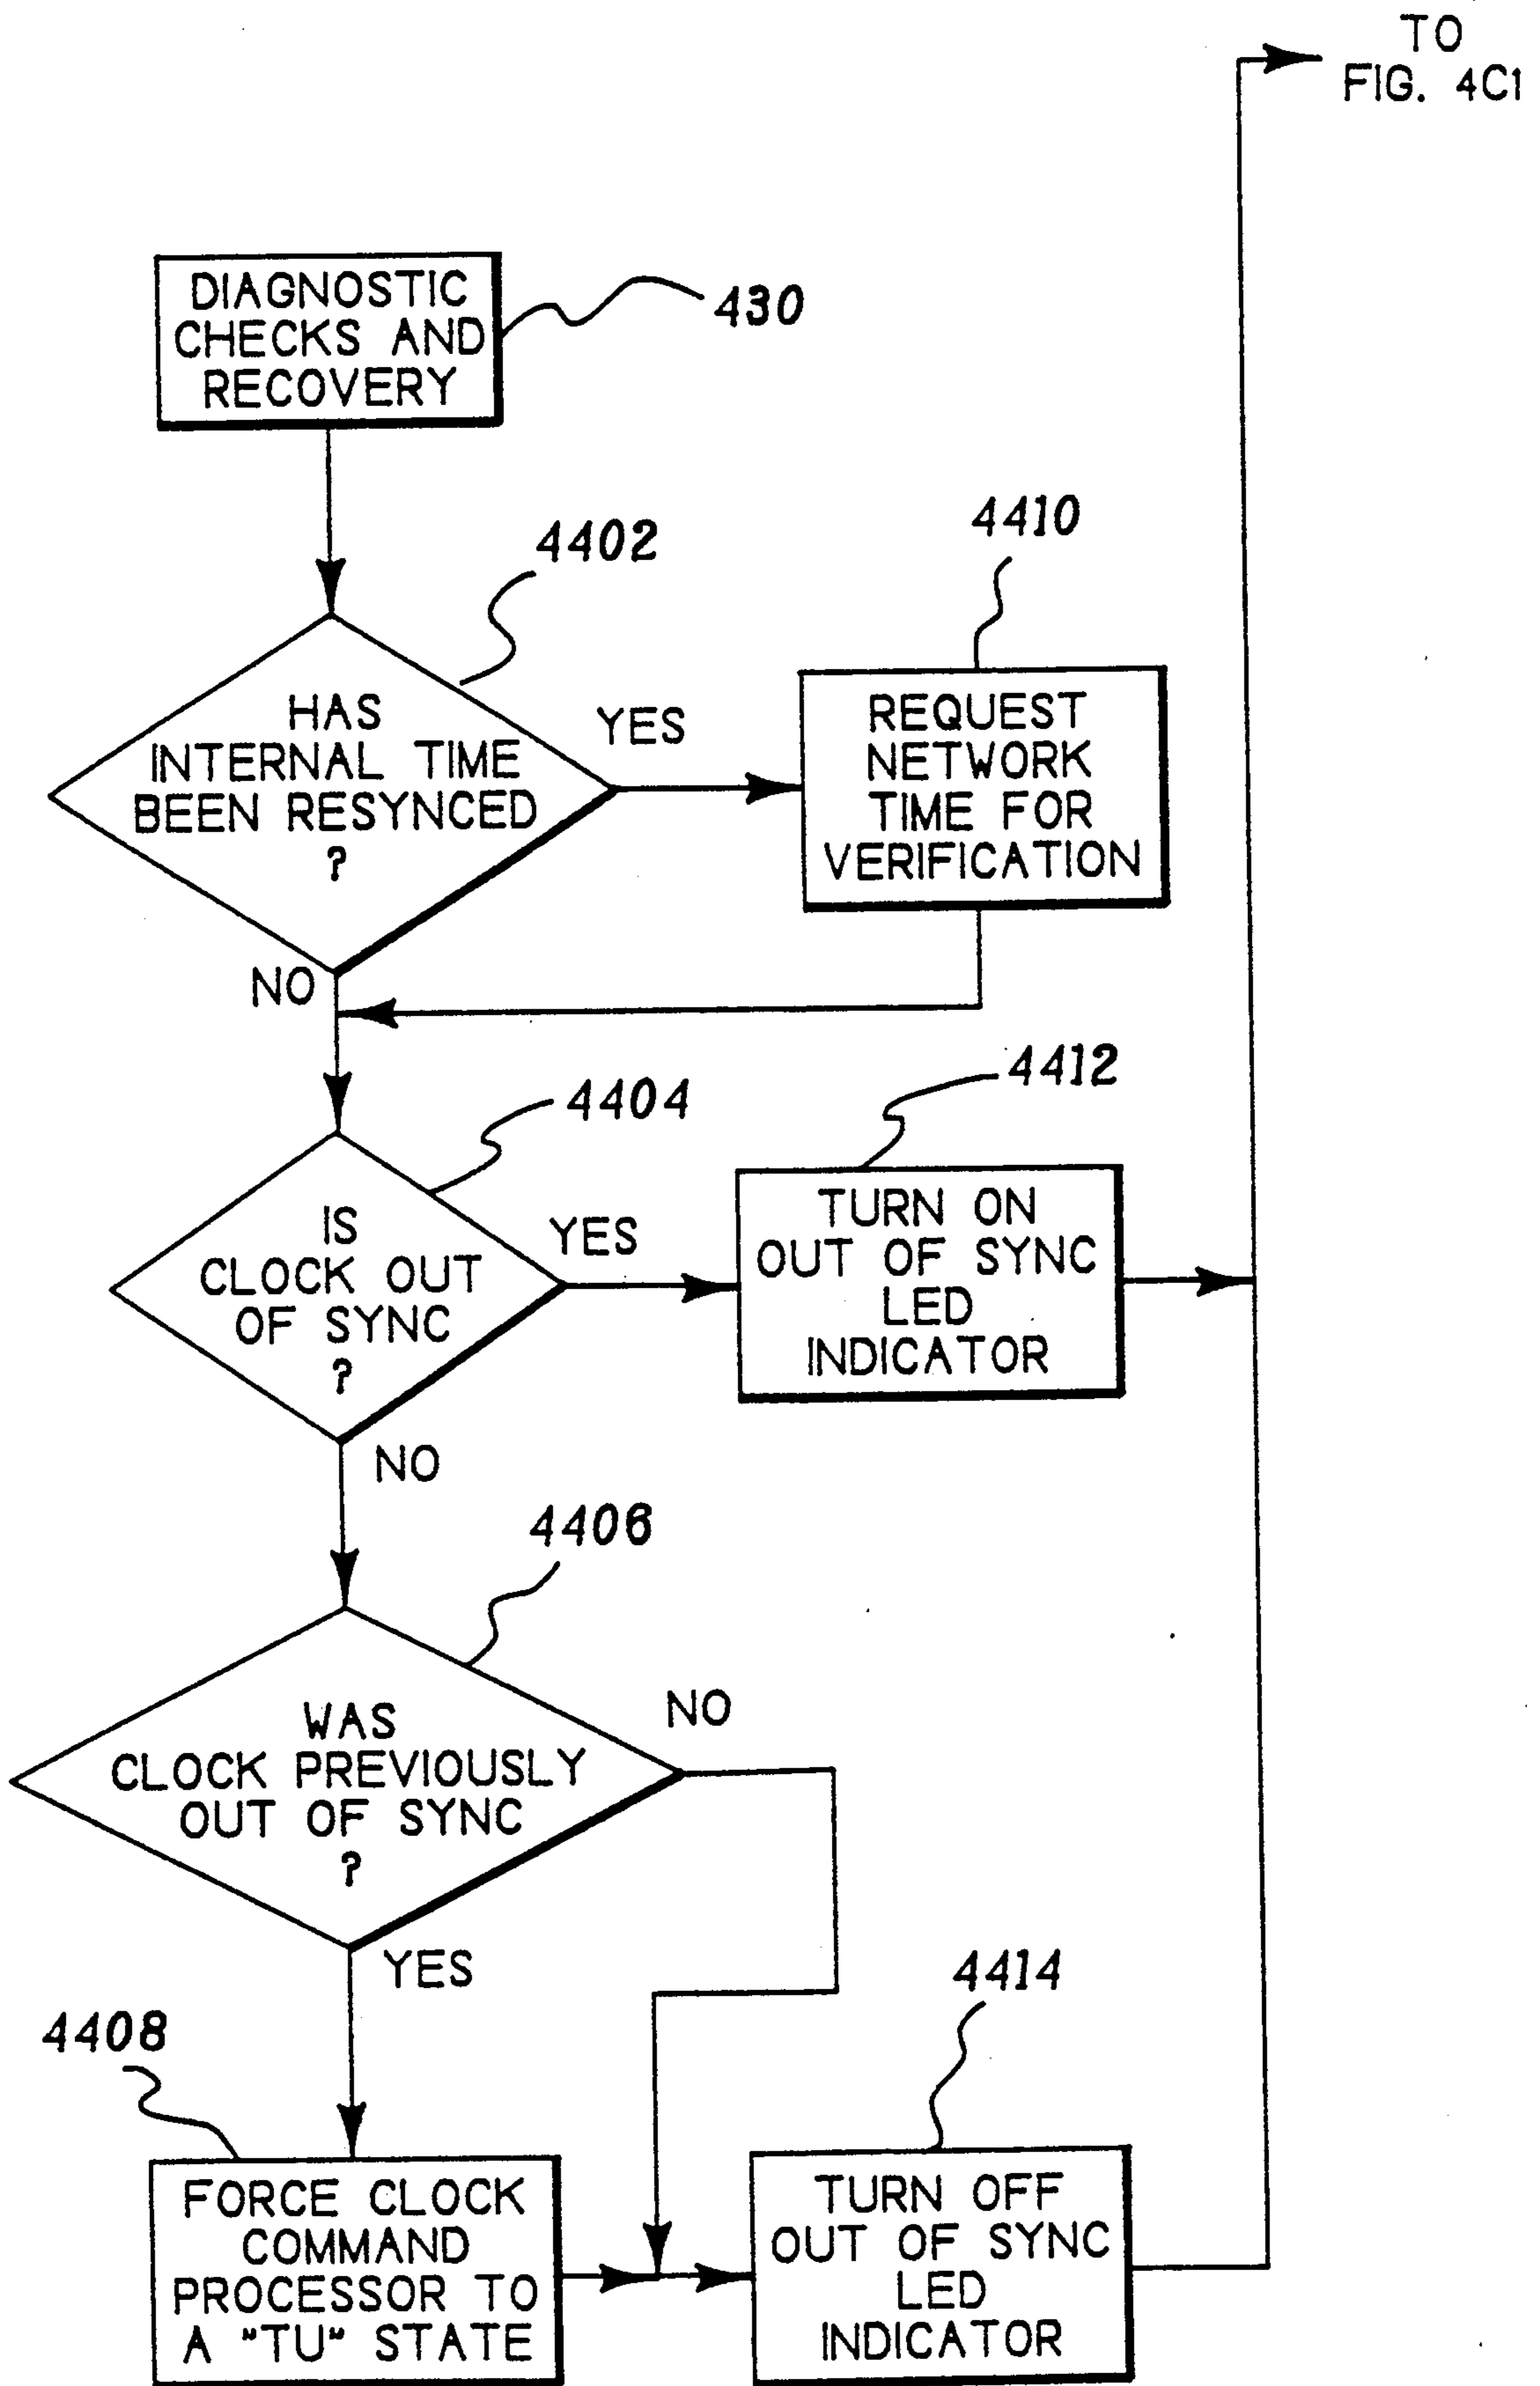 TO
FIG. 4C1
DIAGNOSTIC
CHECKS AND
RECOVERY
430
4402
4410
HAS
INTERNAL TIME
BEEN RESYNCED
?
YES
REQUEST
NETWORK
TIME FOR
VERIFICATION
NO
4404
4412
IS
CLOCK OUT
OF SYNC
?
YES
TURN ON
OUT OF SYNC
LED
INDICATOR
NO
4406
WAS
CLOCK PREVIOUSLY
OUT OF SYNC
?
NO
YES
4408
4414
FORCE CLOCK
COMMAND
PROCESSOR TO
A "TU" STATE
TURN OFF
OUT OF SYNC
LED
INDICATOR